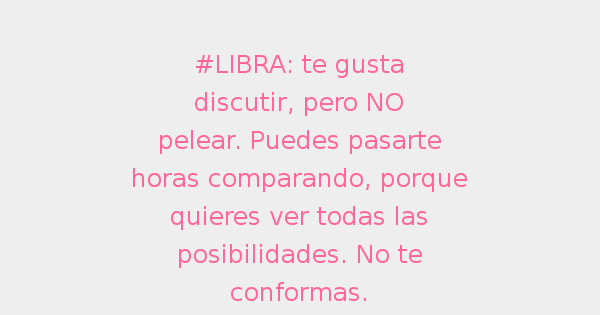 #LIBRA: te gusta
discutir, pero NO
pelear. Puedes pasarte
horas comparando, porque
quieres ver todas las
posibilidades. No te
conformas.